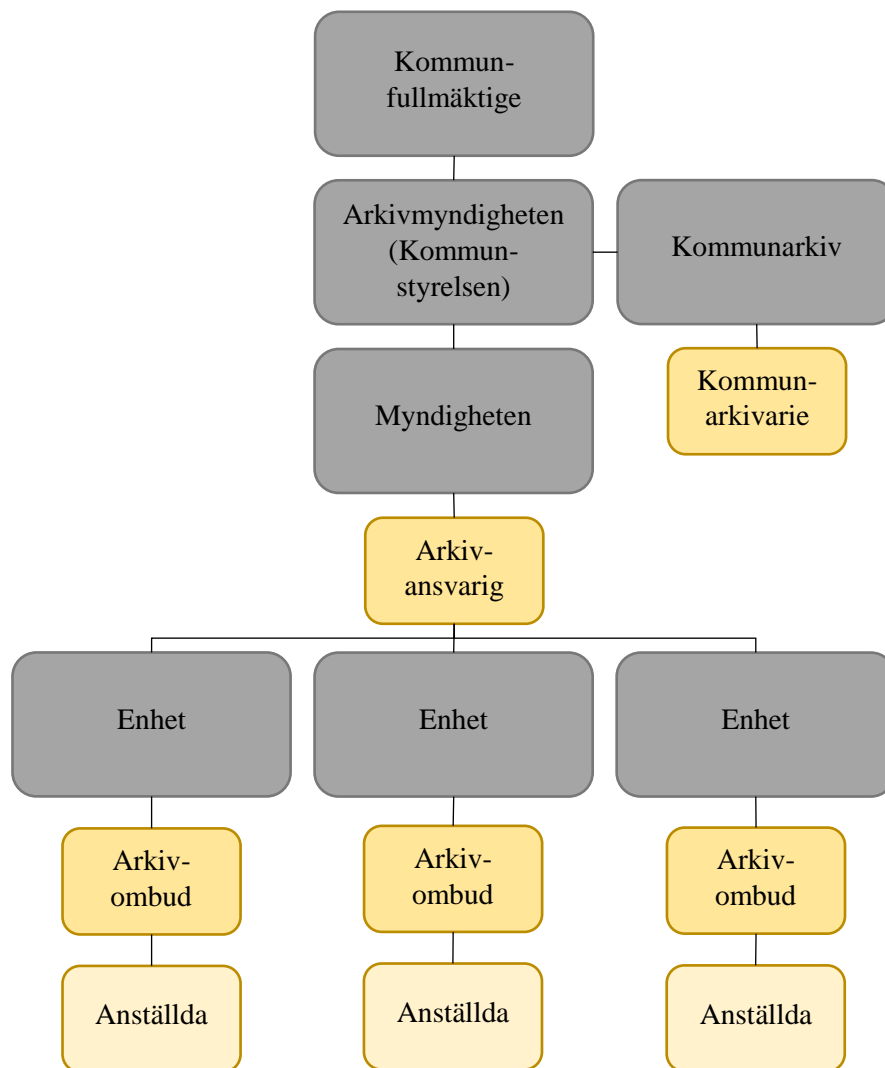 Kommun-
fullmäktige
Arkivmyndigheten
(Kommun-
styrelsen)
Kommunarkiv
Kommun-
arkivarie
Myndigheten
Arkiv-
ansvarig
Enhet
Enhet
Enhet
Arkiv-
ombud
Arkiv-
ombud
Arkiv-
ombud
Anställda
Anställda
Anställda